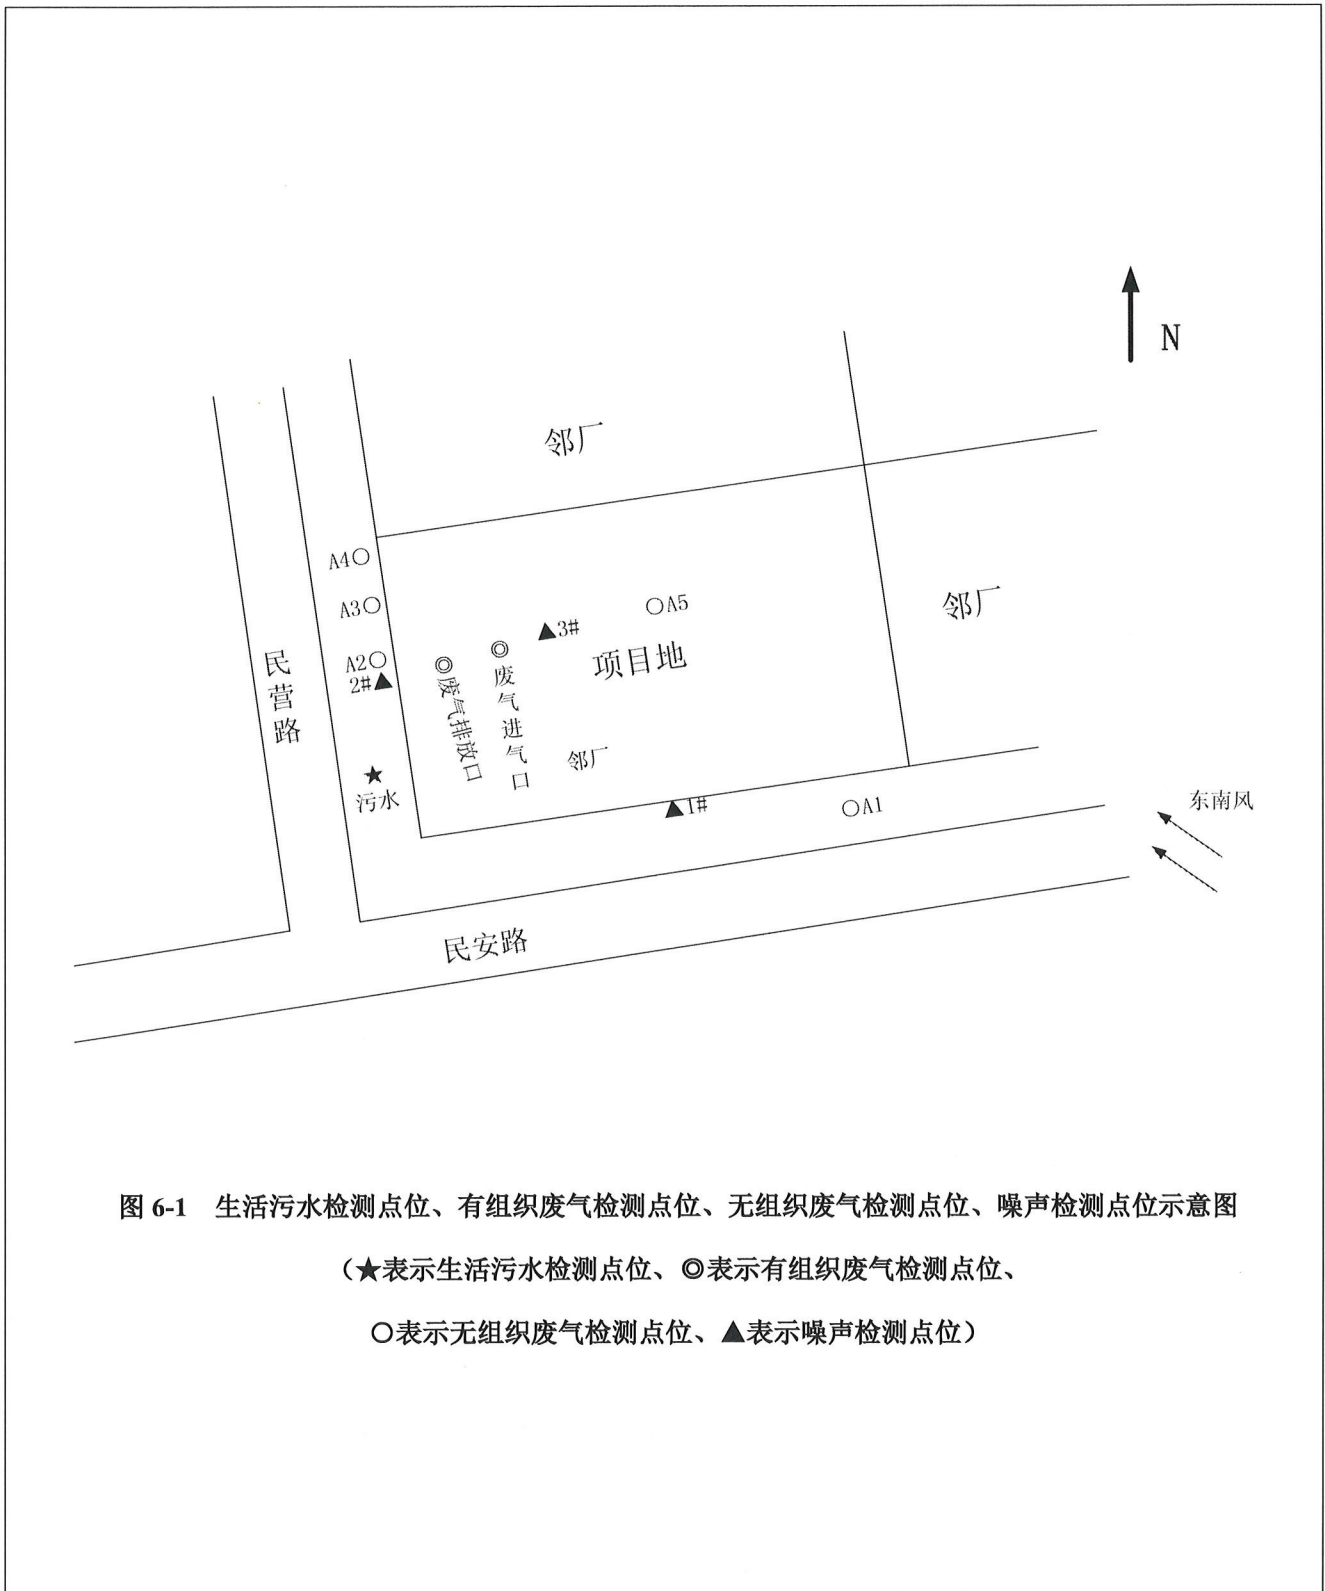 N
邻厂
A4○
A3○
○A5
邻厂
▲3#
A2○
2#▲
民营路
◎废气排放口
◎废气进气口
项目地
邻厂
★
污水
▲1#
○A1
东南风
民安路
图 6-1 生活污水检测点位、有组织废气检测点位、无组织废气检测点位、噪声检测点位示意图
（★表示生活污水检测点位、◎表示有组织废气检测点位、
○表示无组织废气检测点位、▲表示噪声检测点位）